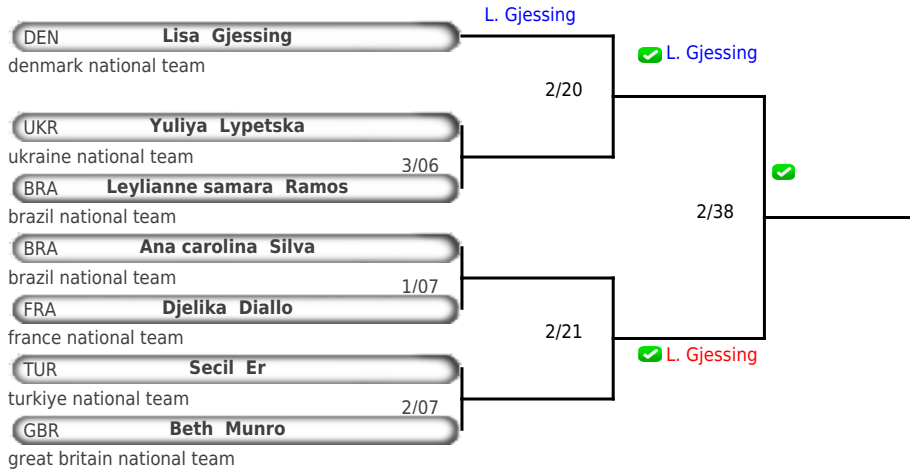 L. Gjessing
DEN Lisa Gjessing
denmark national team
L. Gjessing
2/20
UKR Yuliya Lypetska
ukraine national team
3/06
BRA Leylianne samara Ramos
brazil national team
2/38
BRA Ana carolina Silva
brazil national team
1/07
FRA Djelika Diallo
france national team
2/21
L. Gjessing
TUR Secil Er
turkiye national team
2/07
GBR Beth Munro
great britain national team